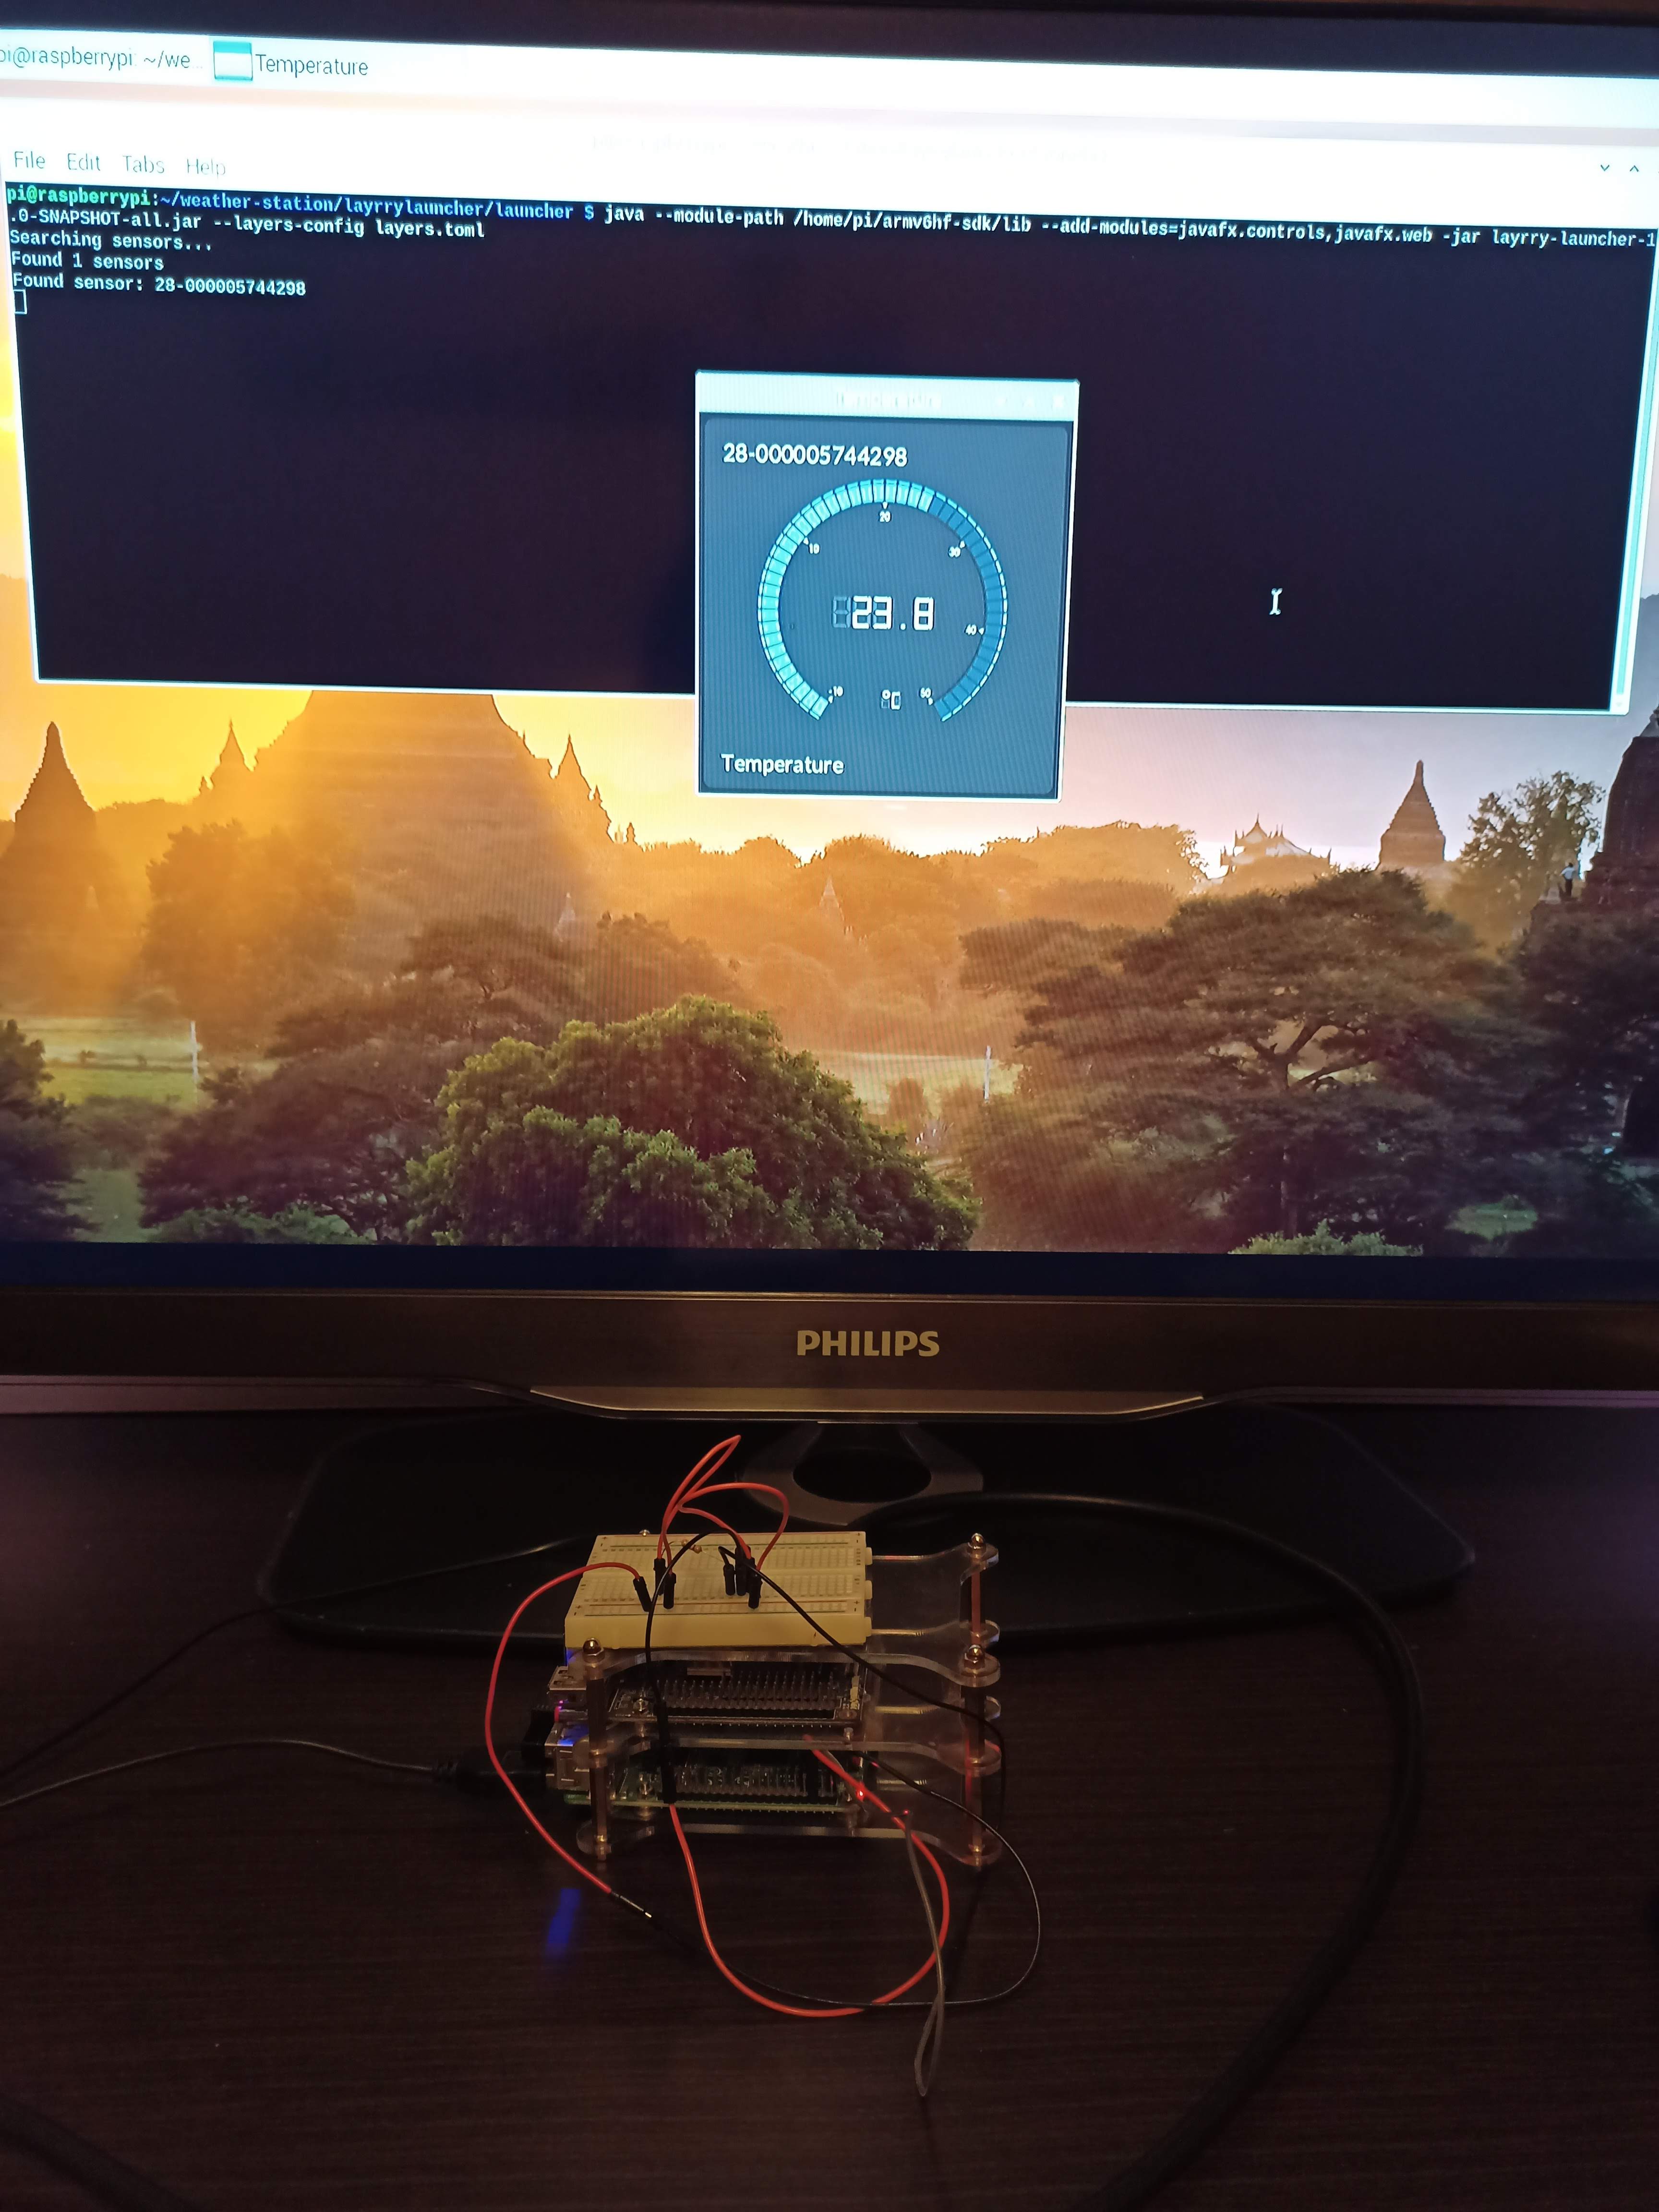 pi@raspberrypi: ~/we...
Temperature
File Edit Tabs Help
pi@raspberrypi:~/weather-station/layrrylauncher/launcher $ java --module-path /home/pi/armv6hf-sdk/lib --add-modules=javafx.controls,javafx.web -jar layrry-launcher-1
.0-SNAPSHOT-all.jar --layers-config layers.toml
Searching sensors...
Found 1 sensors
Found sensor: 28-000005744298
28-000005744298
20
10
30
23.8
0
40
-10
°C
50
Temperature
PHILIPS